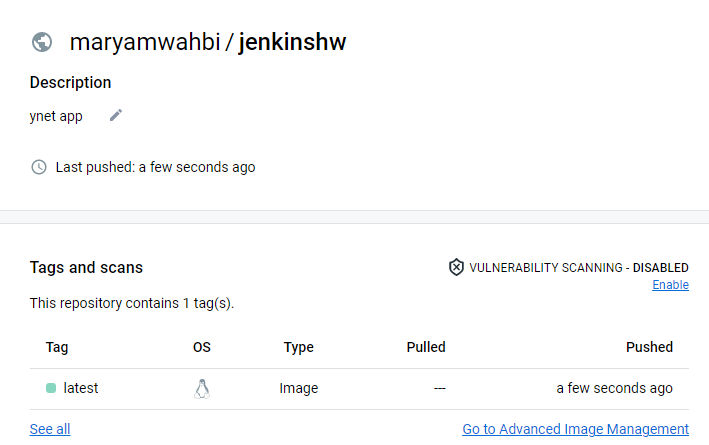 maryamwahbi / jenkinshw
Description
ynet app
Last pushed: a few seconds ago
Tags and scans
VULNERABILITY SCANNING - DISABLED
Enable
This repository contains 1 tag(s).
Tag OS Type Pulled Pushed
latest Image --- a few seconds ago
See all Go to Advanced Image Management